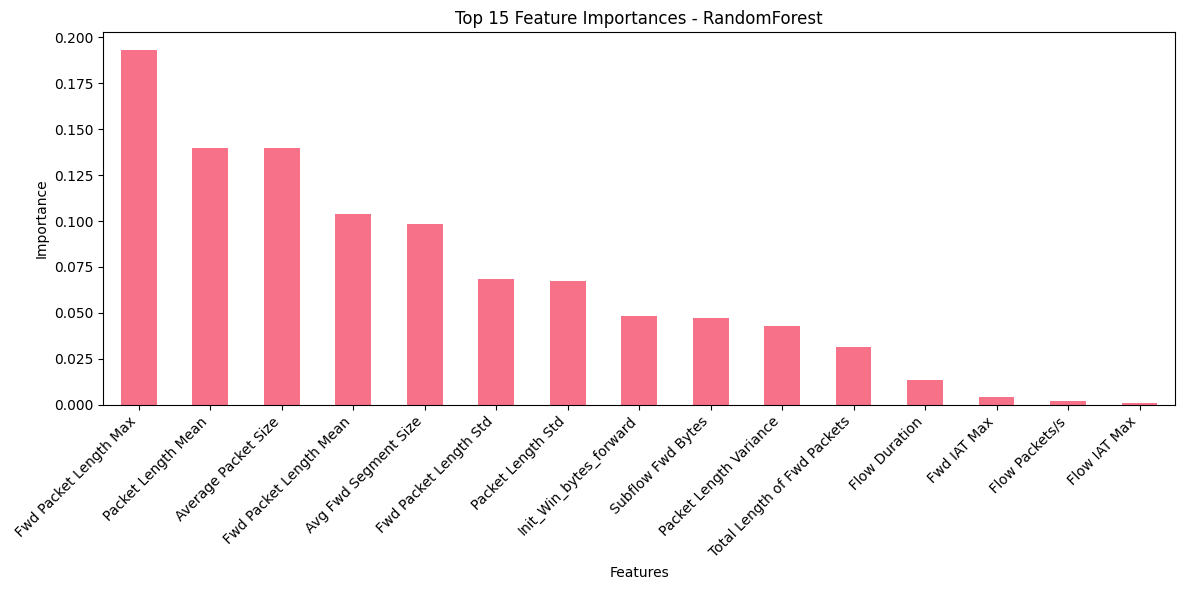 Top 15 Feature Importances - RandomForest
Importance
0.200
0.175
0.150
0.125
0.100
0.075
0.050
0.025
0.000
Fwd Packet Length Max
Packet Length Mean
Average Packet Size
Fwd Packet Length Mean
Avg Fwd Segment Size
Fwd Packet Length Std
Packet Length Std
Init_Win_bytes_forward
Subflow Fwd Bytes
Packet Length Variance
Total Length of Fwd Packets
Flow Duration
Fwd IAT Max
Flow Packets/s
Flow IAT Max
Features